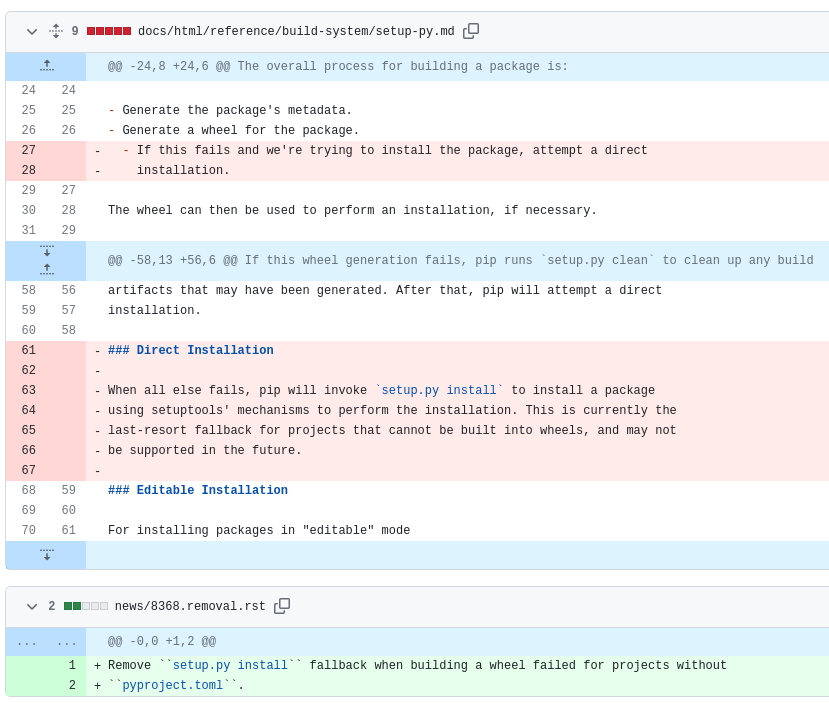 9 docs/html/reference/build-system/setup-py.md
@@ -24,8 +24,6 @@ The overall process for building a package is:
24 24
25 25 - Generate the package's metadata.
26 26 - Generate a wheel for the package.
27 - - If this fails and we're trying to install the package, attempt a direct
28 - installation.
29 27
30 28 The wheel can then be used to perform an installation, if necessary.
31 29
@@ -58,13 +56,6 @@ If this wheel generation fails, pip runs `setup.py clean` to clean up any build
58 56 artifacts that may have been generated. After that, pip will attempt a direct
59 57 installation.
60 58
61 - ### Direct Installation
62 -
63 - When all else fails, pip will invoke `setup.py install` to install a package
64 - using setuptools' mechanisms to perform the installation. This is currently the
65 - last-resort fallback for projects that cannot be built into wheels, and may not
66 - be supported in the future.
67 -
68 59 ### Editable Installation
69 60
70 61 For installing packages in "editable" mode
2 news/8368.removal.rst
... ... @@ -0,0 +1,2 @@
1 + Remove ``setup.py install`` fallback when building a wheel failed for projects without
2 + ``pyproject.toml``.